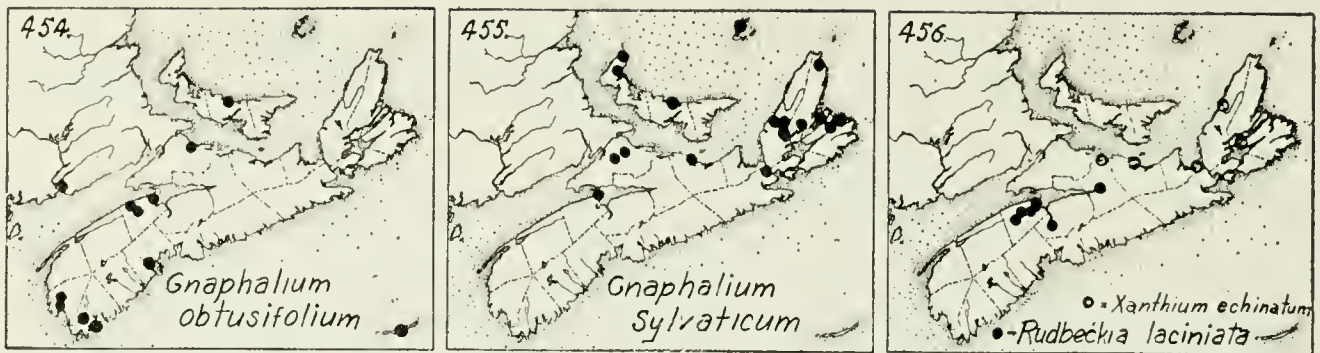 454.
Gnaphalium
obtusifolium
455.
Gnaphalium
Sylvaticum
456.
o = Xanthium echinatum
●-Rudbeckia laciniata